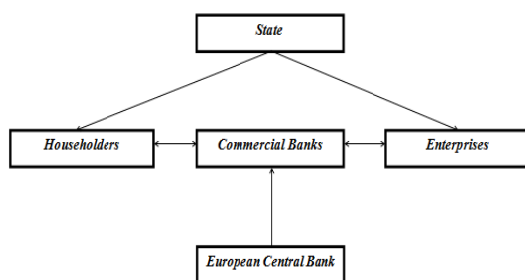 State
Householders
Commercial Banks
Enterprises
European Central Bank